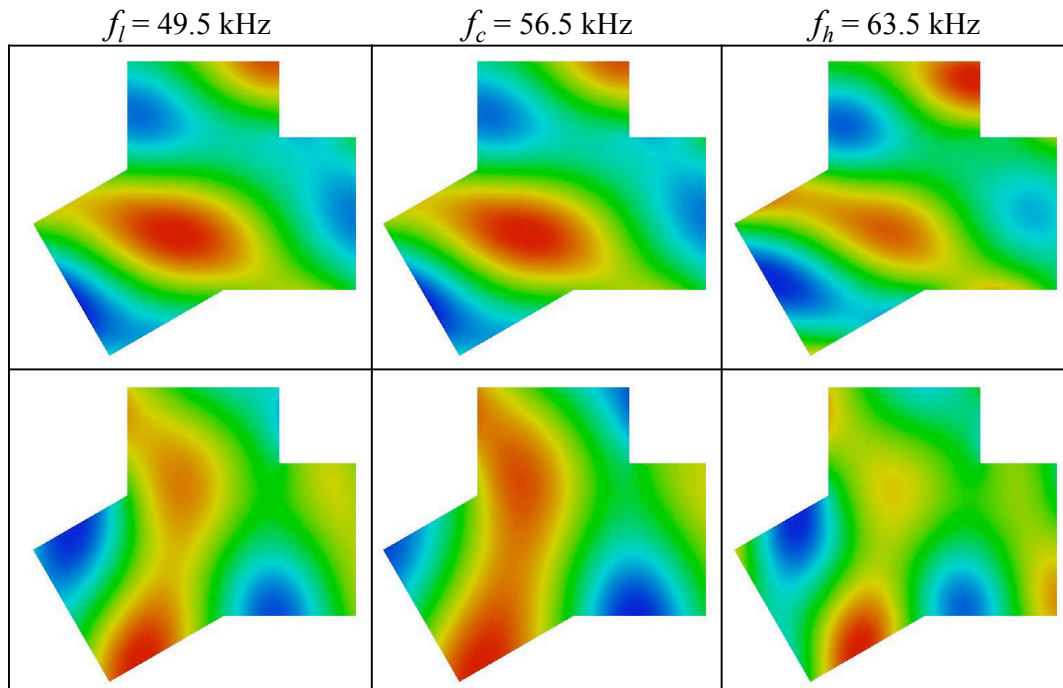 f_l = 49.5 kHz f_c = 56.5 kHz f_h = 63.5 kHz